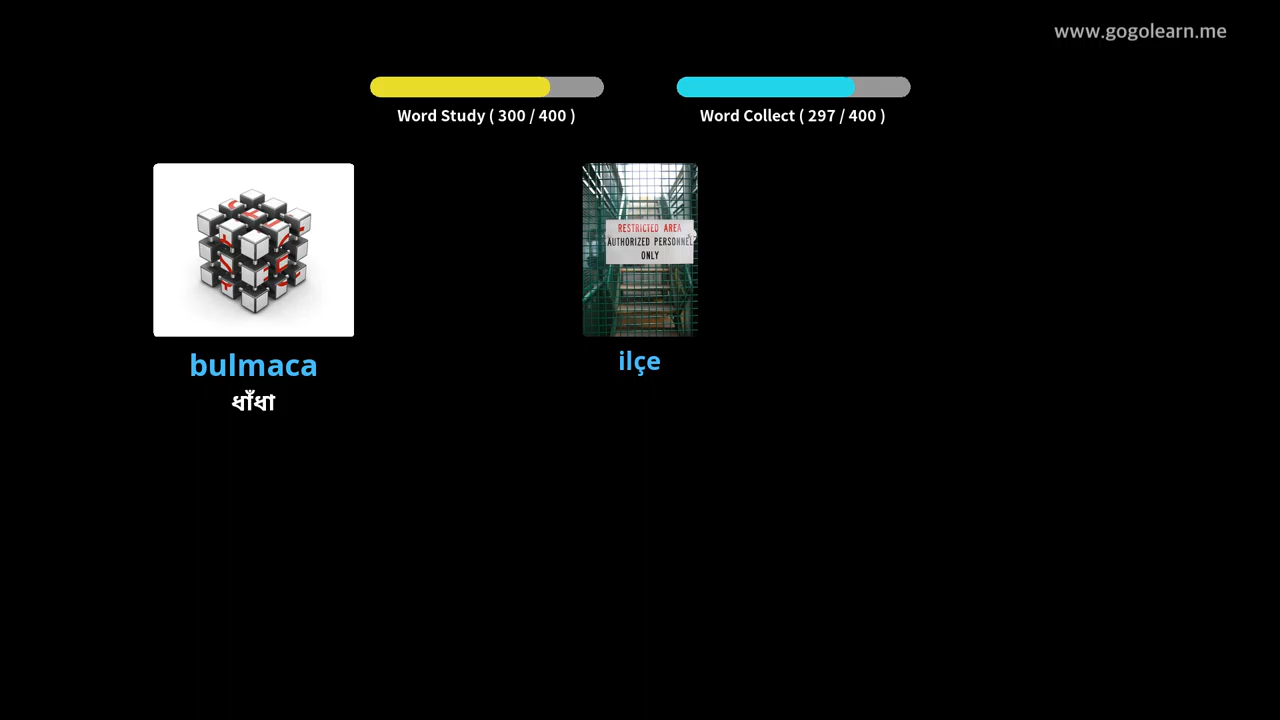 www.gogolearn.me
Word Study ( 300 / 400 )
Word Collect ( 297 / 400 )
RESTRICTED AREA
AUTHORIZED PERSONNEL
ONLY
bulmaca
ধাঁধা
ilçe